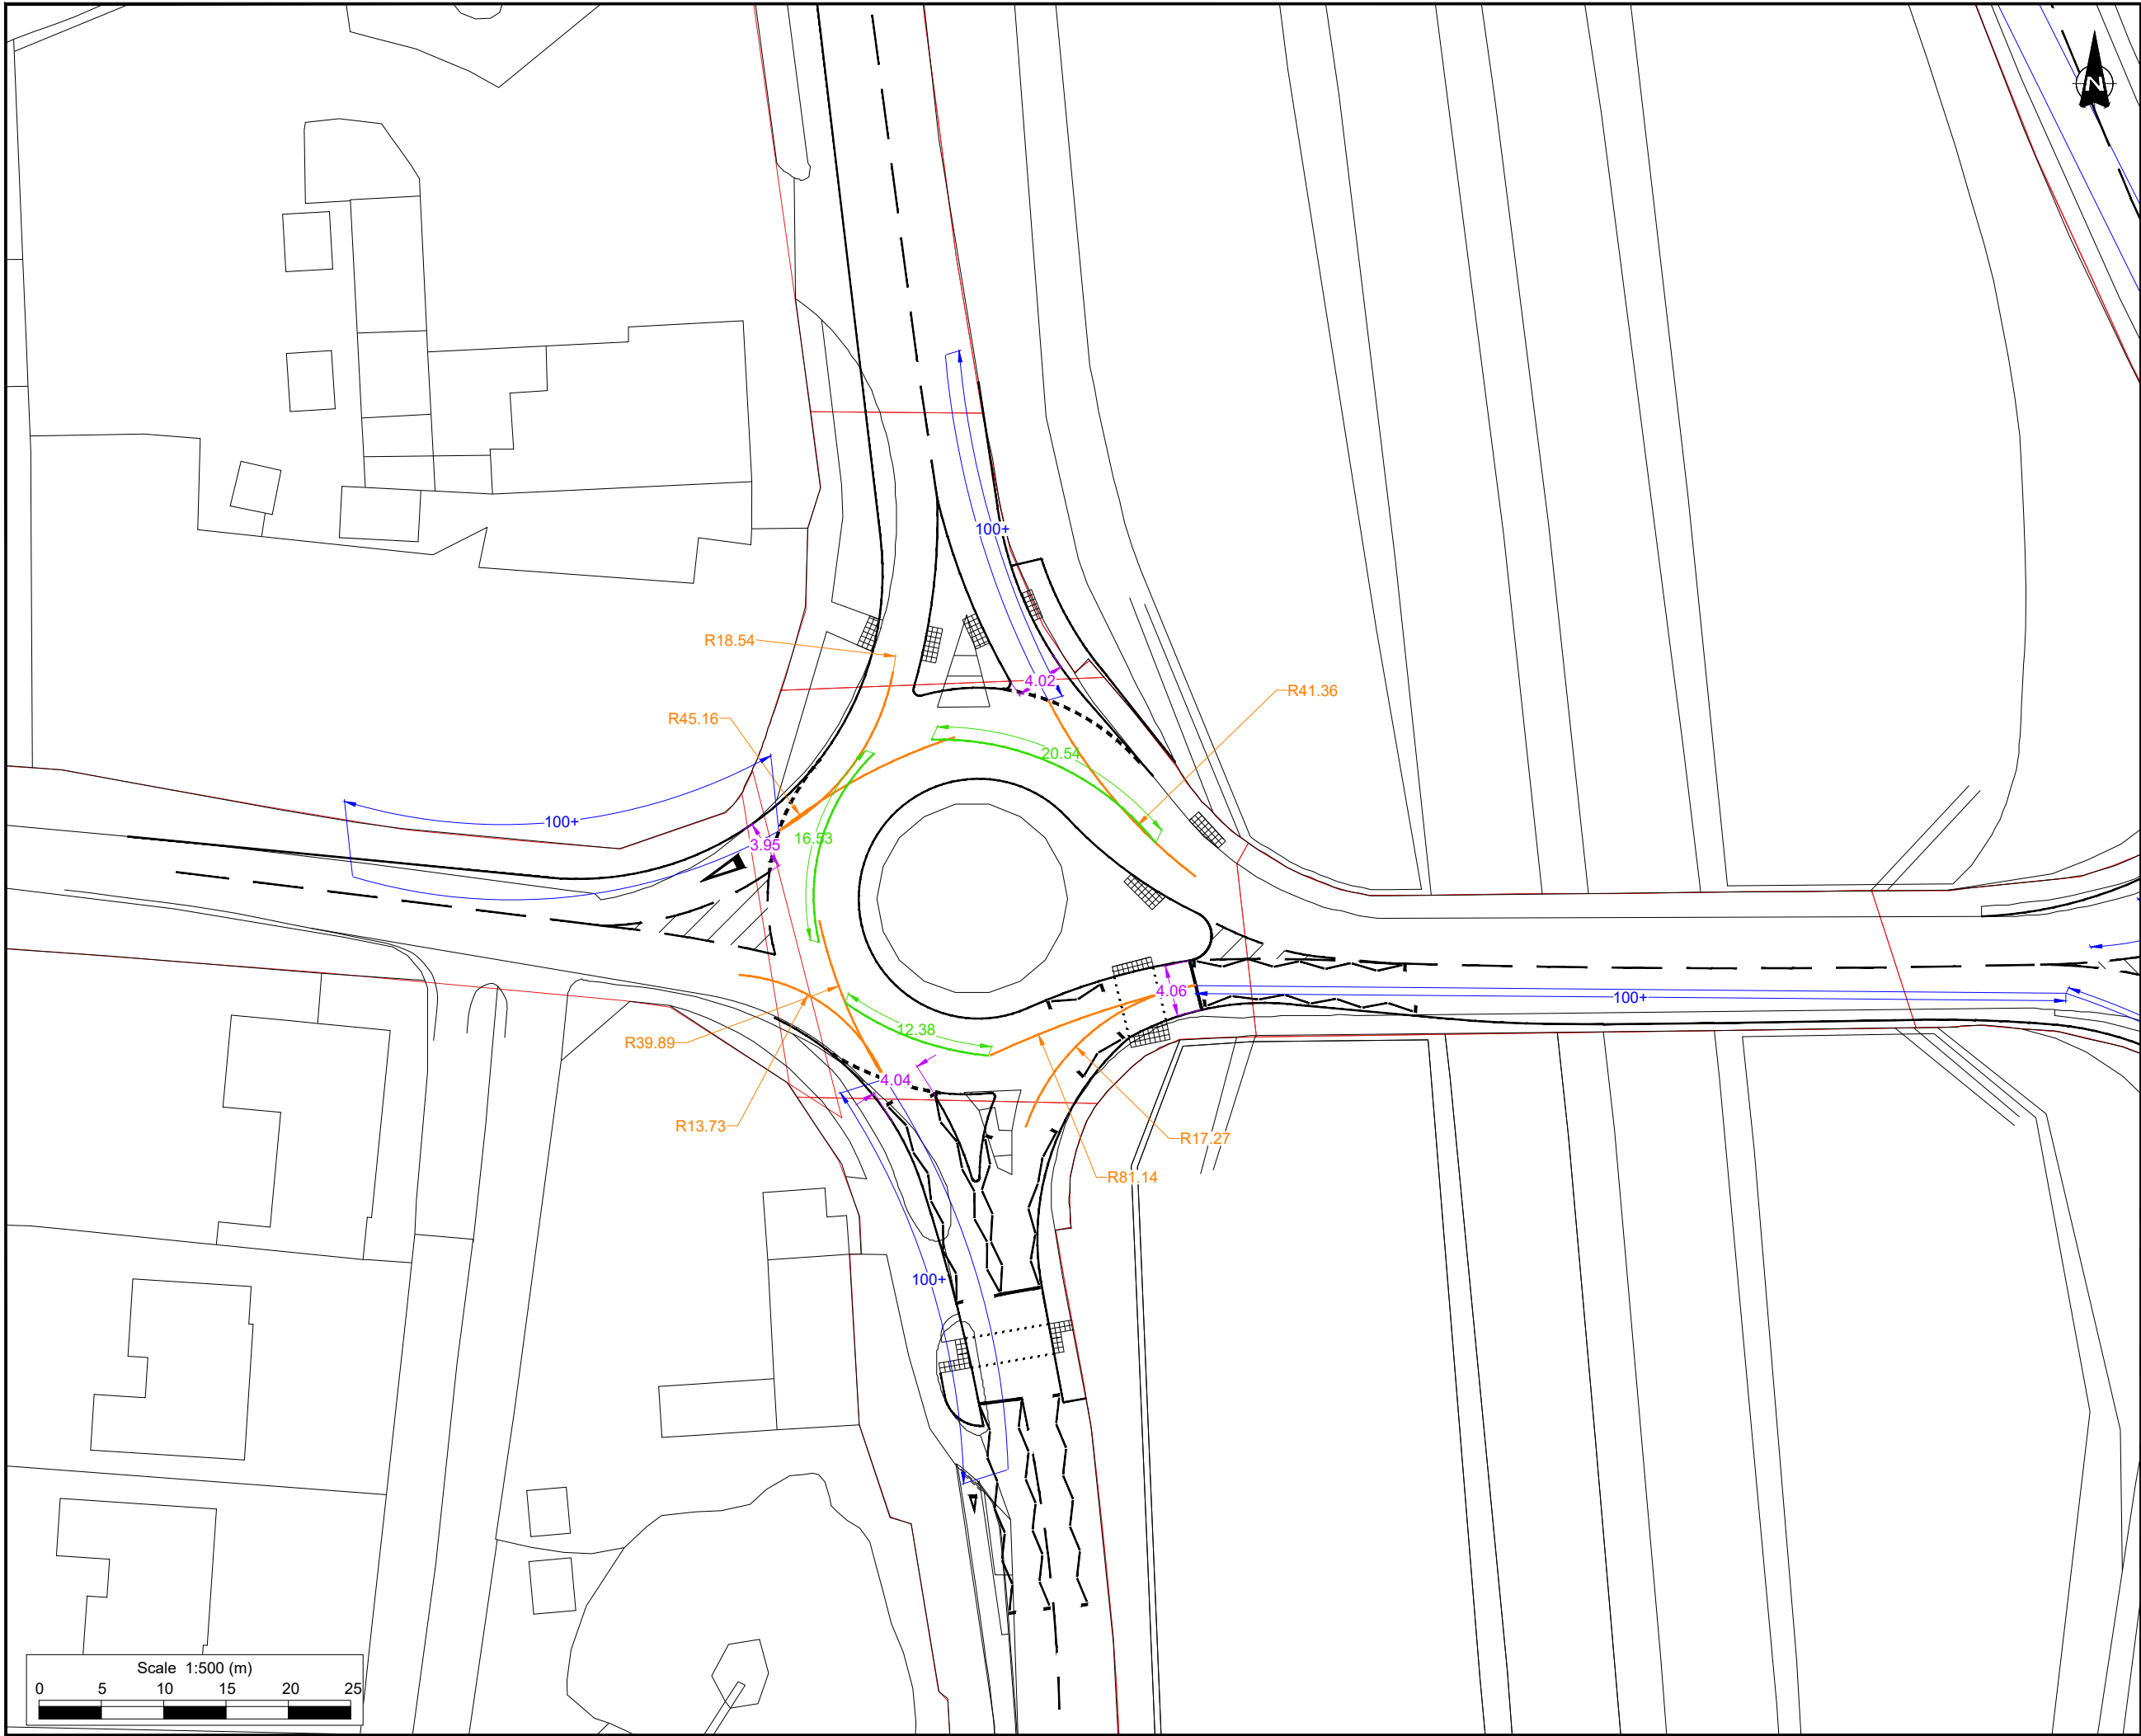 N
100+
R18.54
4.02
R41.36
R45.16
20.54
100+
16.53
3.95
4.06
100+
12.38
R39.89
4.04
R13.73
R17.27
R81.14
100+
Scale 1:500 (m)
0 5 10 15 20 25